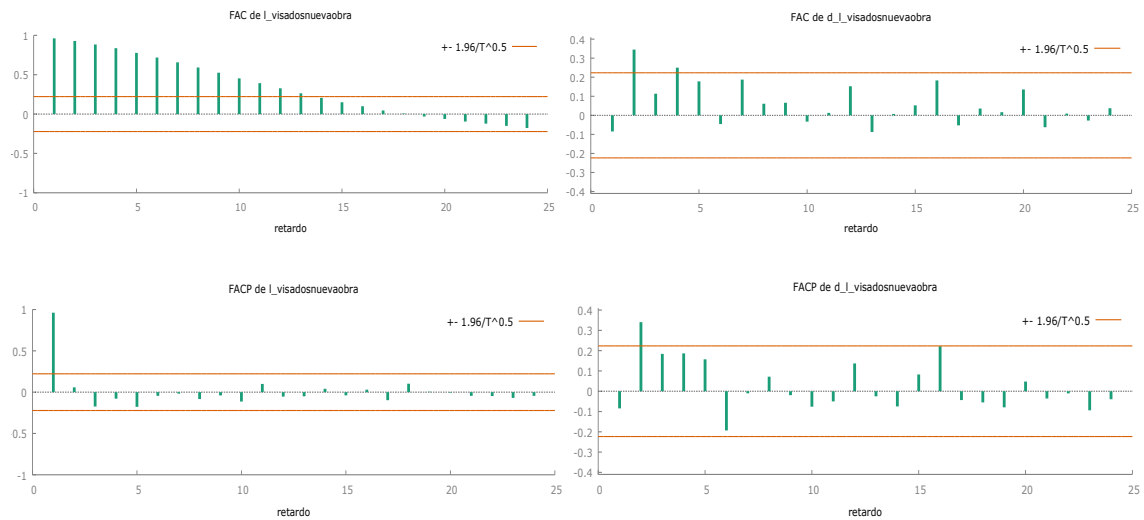 FAC de l_visadosnuevaobra
+- 1.96/T^0.5
1
0.5
0
-0.5
-1
0 5 10 15 20 25
retardo
FAC de d_l_visadosnuevaobra
+- 1.96/T^0.5
0.4
0.3
0.2
0.1
0
-0.1
-0.2
-0.3
-0.4
0 5 10 15 20 25
retardo
FACP de l_visadosnuevaobra
+- 1.96/T^0.5
1
0.5
0
0.5
-1
0 5 10 15 20 25
retardo
FACP de d_l_visadosnuevaobra
+- 1.96/T^0.5
0.4
0.3
0.2
0.1
0
-0.1
-0.2
-0.3
-0.4
0 5 10 15 20 25
retardo